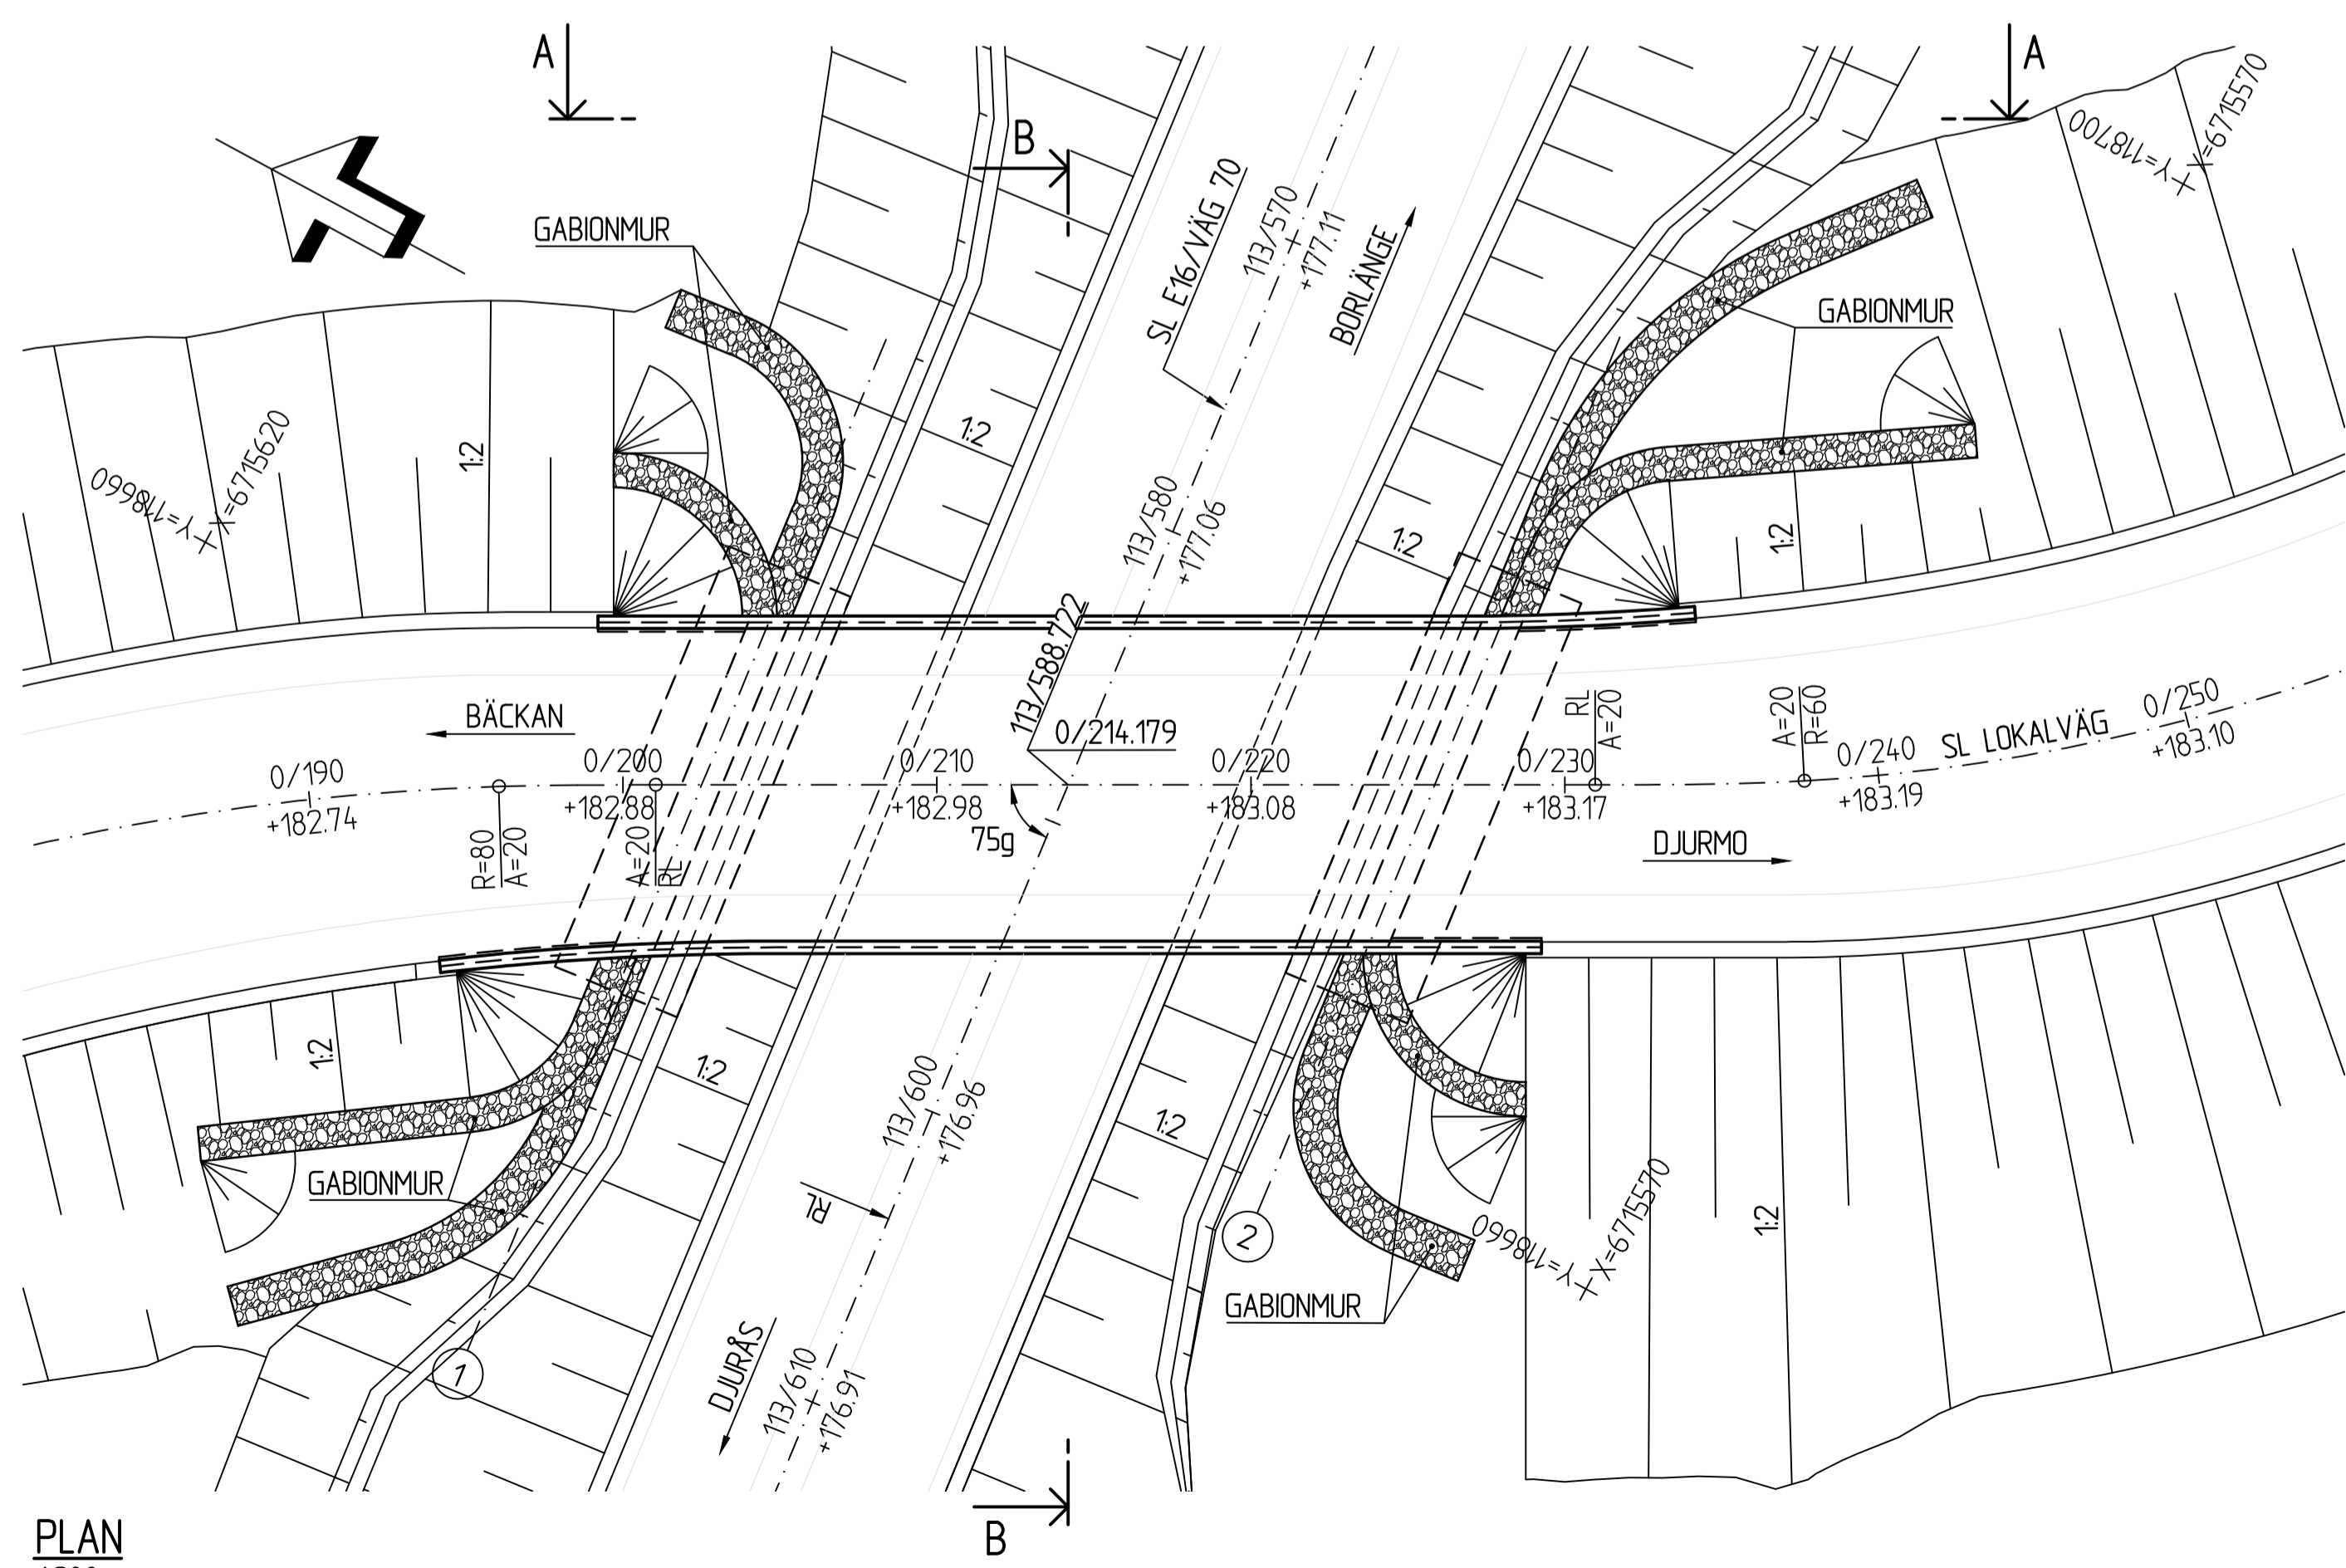 A
A
B
GABIONMUR
SL E16/VÄG 70
113/570
+177.11
BORLÄNGE
X=6715570
Y=118700
GABIONMUR
1:2
X=6715620
Y=118660
1:2
113/580
+177.06
1:2
1:2
113/588.722
0/214.179
BÄCKAN
0/190
+182.74
R=80
A=20
0/200
+182.88
A=20
RL
0/210
+182.98
75g
0/220
+183.08
0/230
+183.17
RL
A=20
A=20
R=60
0/240
+183.19
SL LOKALVÄG
0/250
+183.10
DJURMO
1:2
GABIONMUR
1:2
113/600
+176.96
RL
1:2
2
X=6715570
Y=118660
1:2
GABIONMUR
1
DJURÅS
113/610
+176.91
B
PLAN